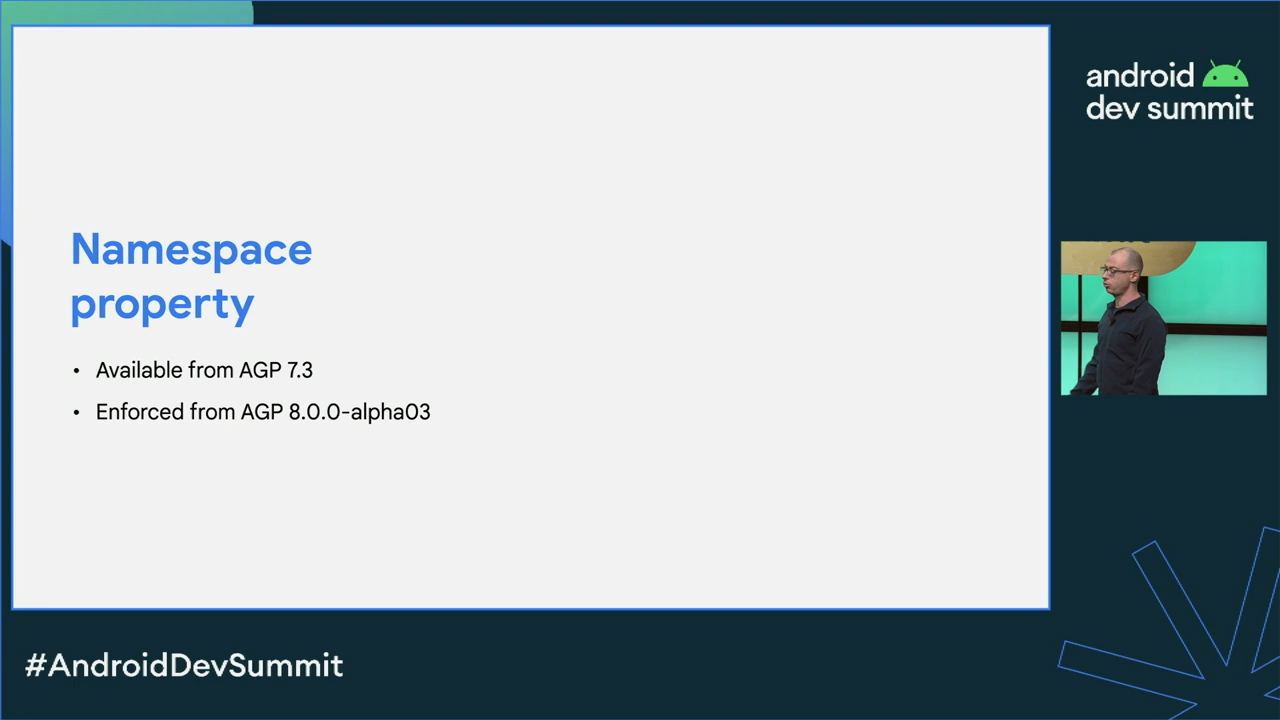 Namespace
property
• Available from AGP 7.3
• Enforced from AGP 8.0.0-alpha03
android
dev summit
#AndroidDevSummit